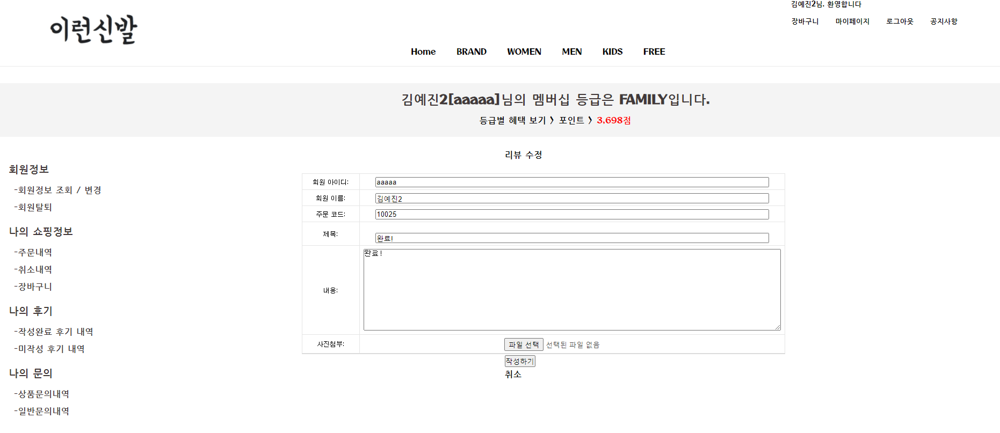 김예진2님. 환영합니다
이런신발
장바구니 마이페이지 로그아웃 공지사항
Home BRAND WOMEN MEN KIDS FREE
김예진2[aaaaa]님의 멤버십 등급은 FAMILY입니다.
등급별 혜택 보기 > 포인트 > 3,698점
회원정보
-회원정보 조회 / 변경
-회원탈퇴
나의 쇼핑정보
-주문내역
-취소내역
-장바구니
나의 후기
-작성완료 후기 내역
-미작성 후기 내역
나의 문의
-상품문의내역
-일반문의내역
리뷰 수정
회원 아이디: aaaaa
회원 이름: 김예진2
주문 코드: 10025
제목: 완료!
내용: 완료!
사진첨부: 파일 선택 선택된 파일 없음
작성하기
취소